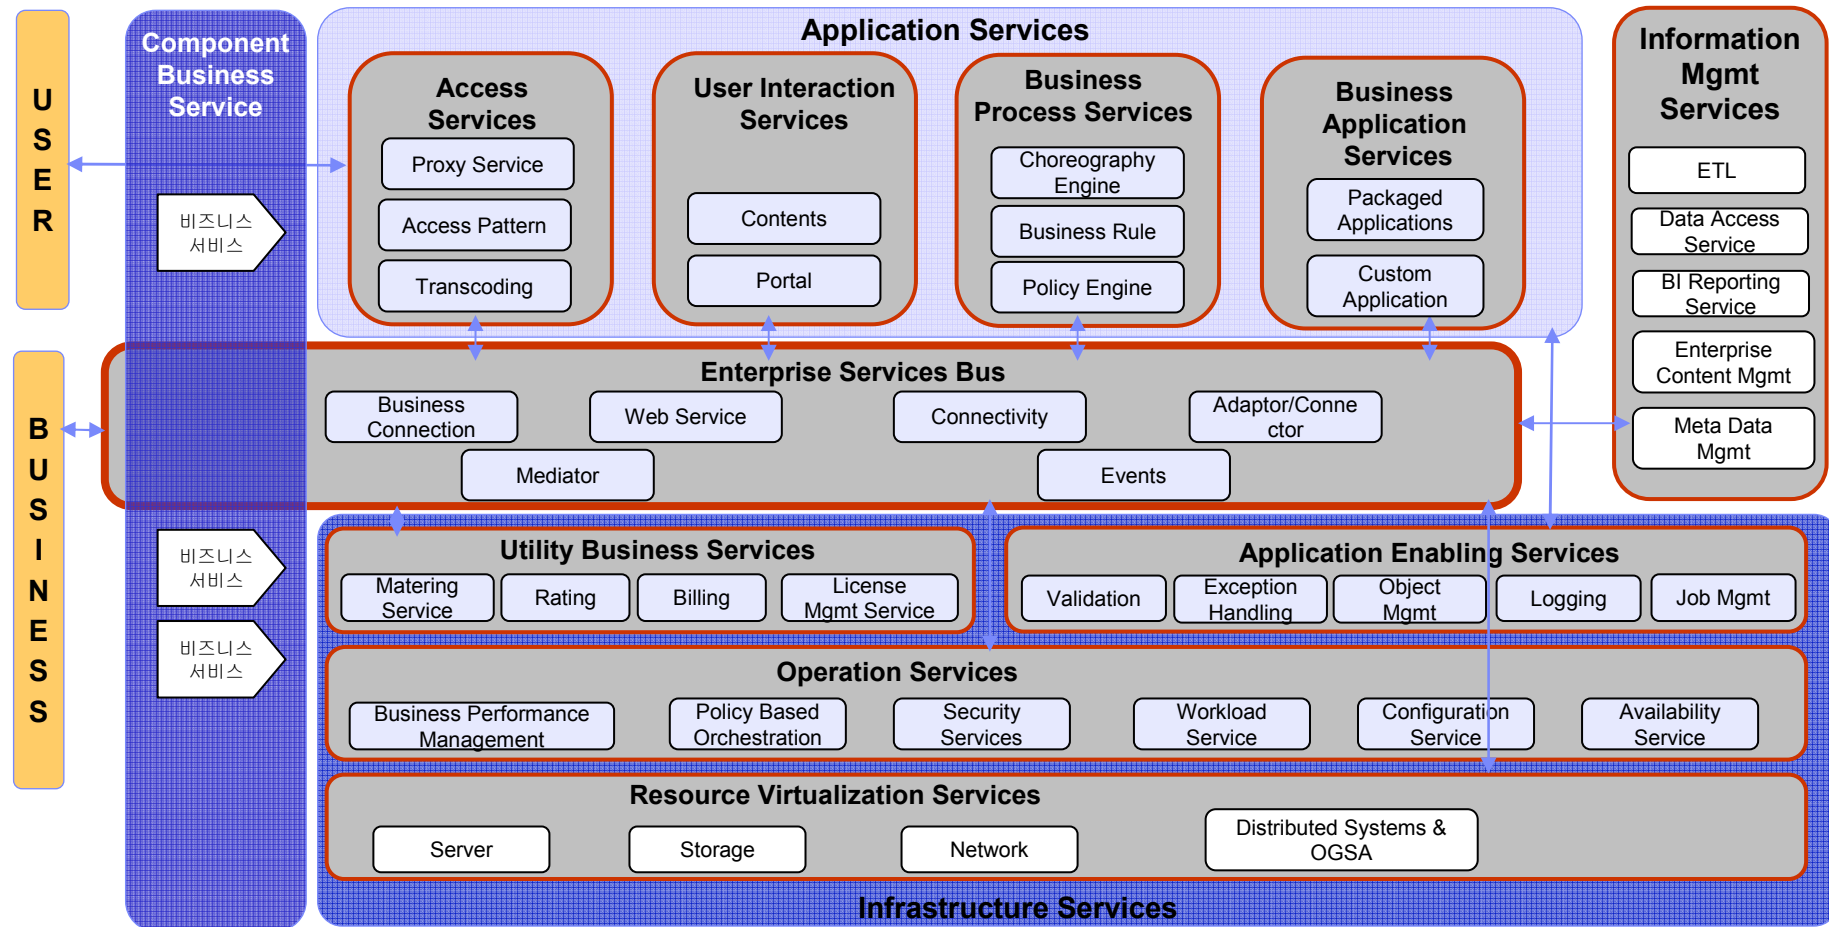 USER
BUSINESS
Component
Business
Service
비즈니스
서비스
비즈니스
서비스
비즈니스
서비스
Application Services
Access
Services
Proxy Service
Access Pattern
Transcoding
User Interaction
Services
Contents
Portal
Business
Process Services
Choreography
Engine
Business Rule
Policy Engine
Business
Application
Services
Packaged
Applications
Custom
Application
Information
Mgmt
Services
ETL
Data Access
Service
BI Reporting
Service
Enterprise
Content Mgmt
Meta Data
Mgmt
Enterprise Services Bus
Business
Connection
Web Service
Connectivity
Adaptor/Conne
ctor
Mediator
Events
Utility Business Services
Matering
Service
Rating
Billing
License
Mgmt Service
Application Enabling Services
Validation
Exception
Handling
Object
Mgmt
Logging
Job Mgmt
Operation Services
Business Performance
Management
Policy Based
Orchestration
Security
Services
Workload
Service
Configuration
Service
Availability
Service
Resource Virtualization Services
Server
Storage
Network
Distributed Systems &
OGSA
Infrastructure Services